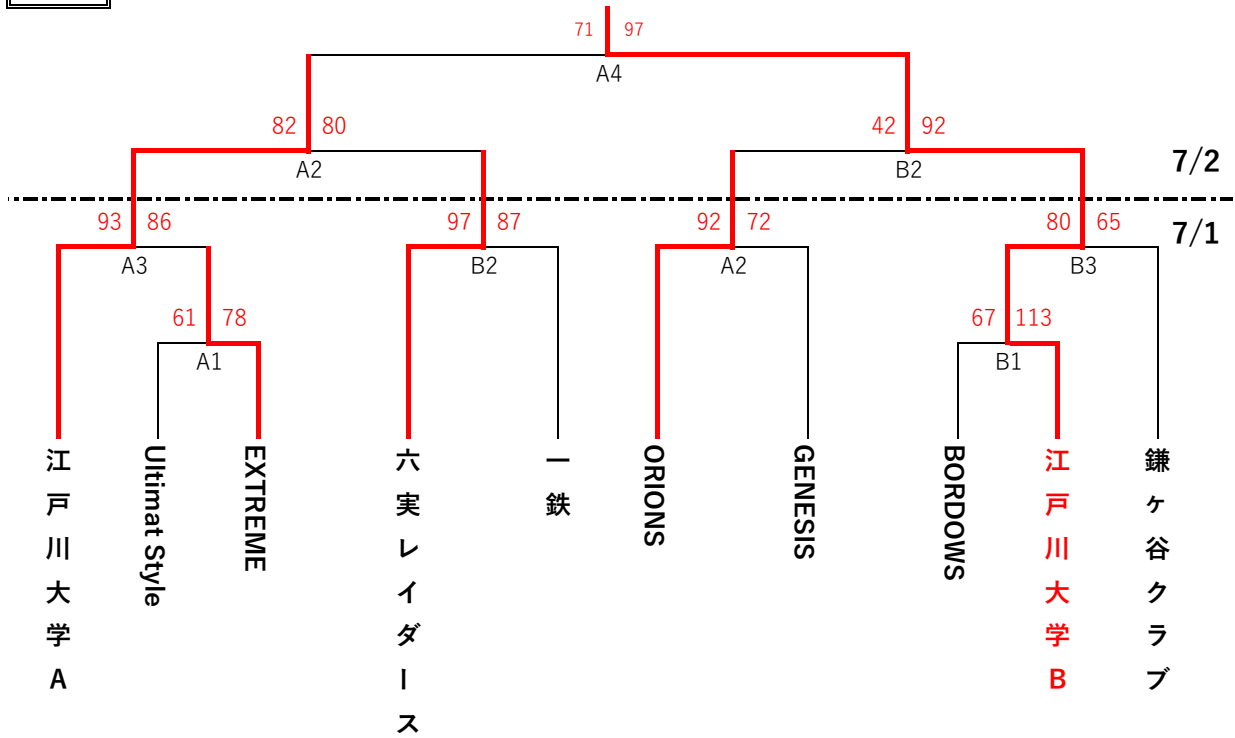 71 97
A4
82 80
42 92
A2
B2
7/2
93 86
97 87
92 72
80 65
7/1
A3
B2
A2
B3
61 78
67 113
A1
B1
江戸川大学A
Ultimat Style
EXTREME
六実レイダース
一鉄
ORIONS
GENESIS
BORDOWS
江戸川大学B
鎌ヶ谷クラブ